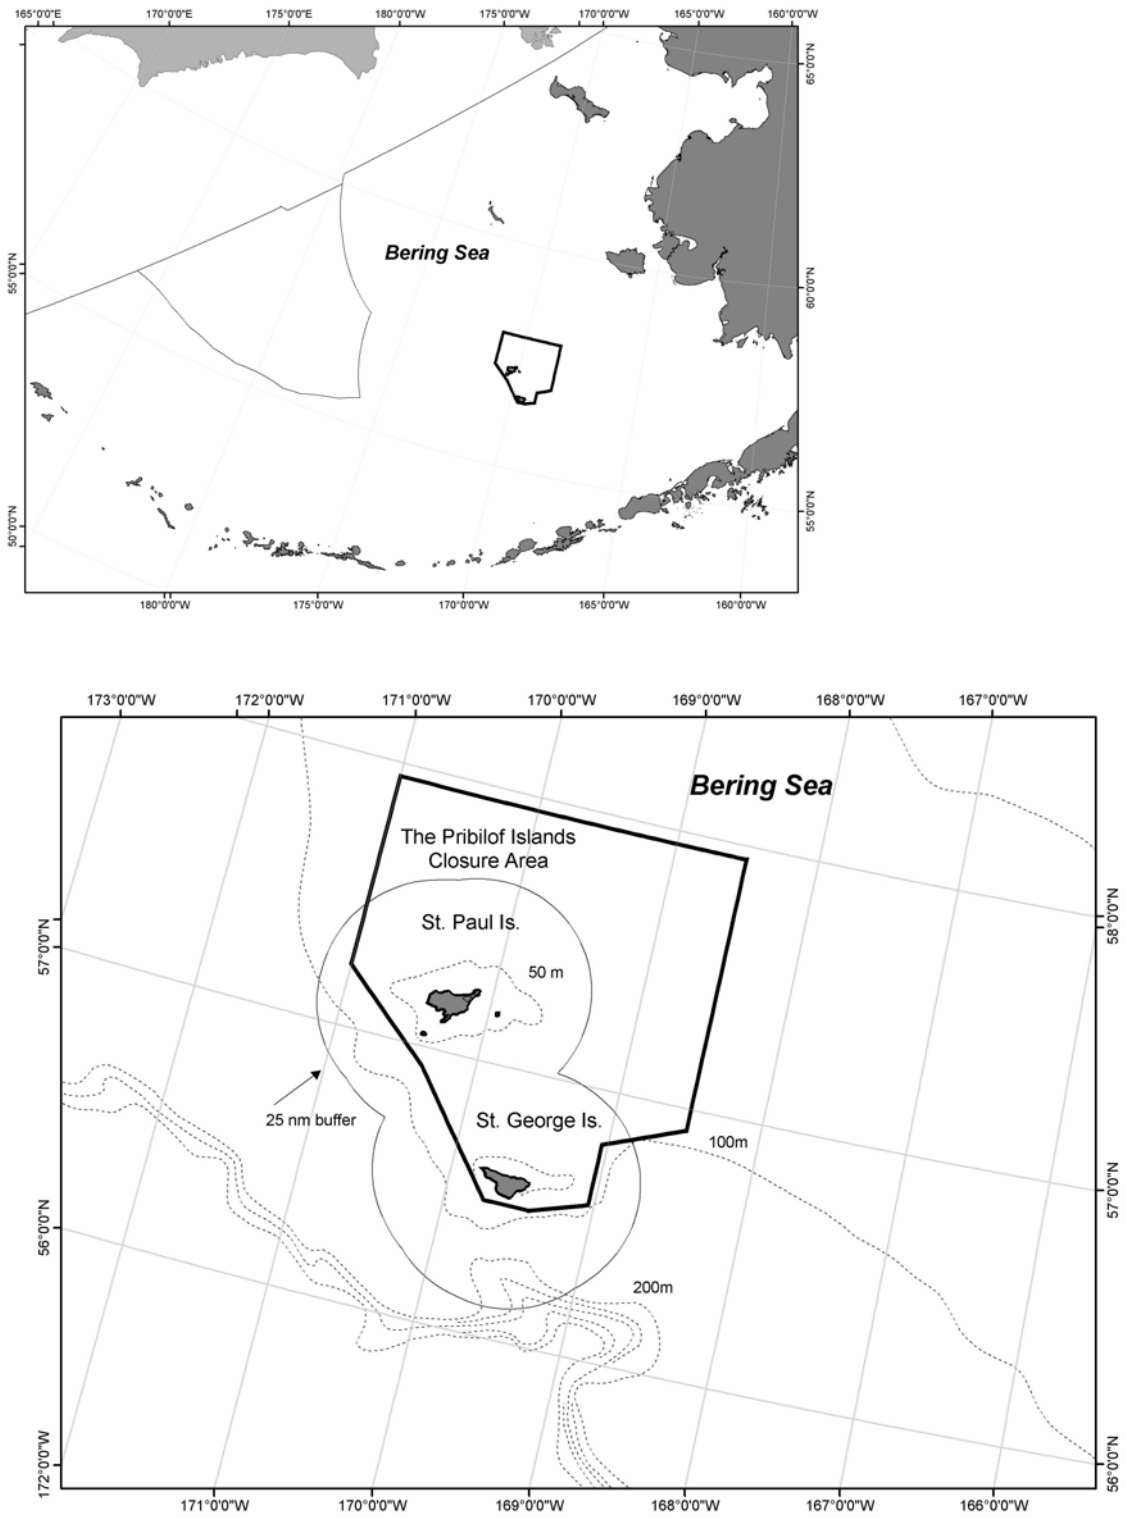 165°0'0"E 170°0'0"E 175°0'0"E 180°0'0"W 175°0'0"W 170°0'0"W 165°0'0"W 160°0'0"W
65°0'0"N
Bering Sea
55°0'0"N
60°0'0"N
50°0'0"N
55°0'0"N
180°0'0"W 175°0'0"W 170°0'0"W 165°0'0"W 160°0'0"W
173°0'0"W 172°0'0"W 171°0'0"W 170°0'0"W 169°0'0"W 168°0'0"W 167°0'0"W
Bering Sea
The Pribilof Islands
Closure Area
St. Paul Is.
58°0'0"N
57°0'0"N
50 m
25 nm buffer
St. George Is.
100m
57°0'0"N
56°0'0"N
200m
172°0'0"W
56°0'0"N
171°0'0"W 170°0'0"W 169°0'0"W 168°0'0"W 167°0'0"W 166°0'0"W